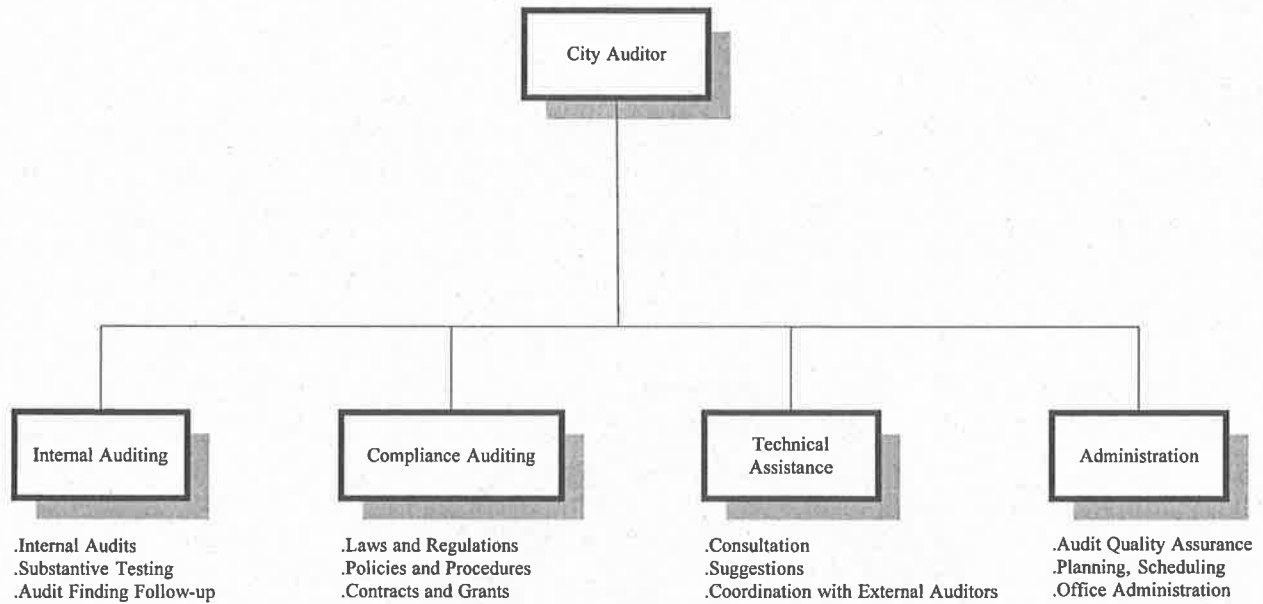 City Auditor
Internal Auditing
Compliance Auditing
Technical
Assistance
Administration
.Internal Audits
.Substantive Testing
.Audit Finding Follow-up
.Laws and Regulations
.Policies and Procedures
.Contracts and Grants
.Consultation
.Suggestions
.Coordination with External Auditors
.Audit Quality Assurance
.Planning, Scheduling
.Office Administration